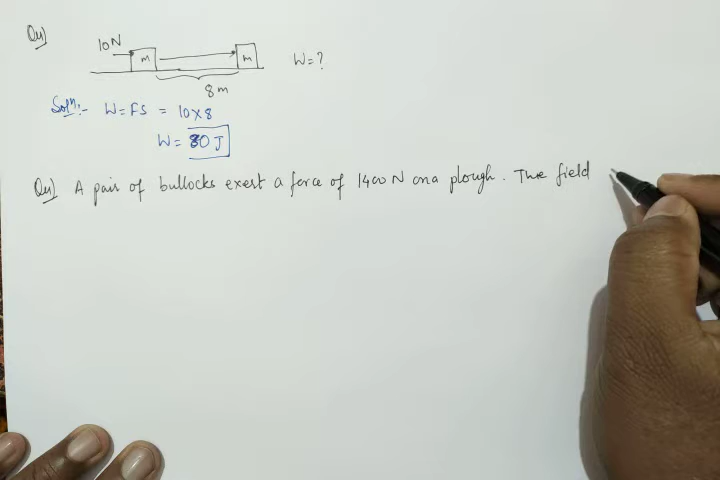 Qu)
10N
m
m
W=?
8m
Solⁿ:- W=FS = 10×8
W= 80 J
Qu) A pair of bullocks exert a force of 1400 N on a plough. The field